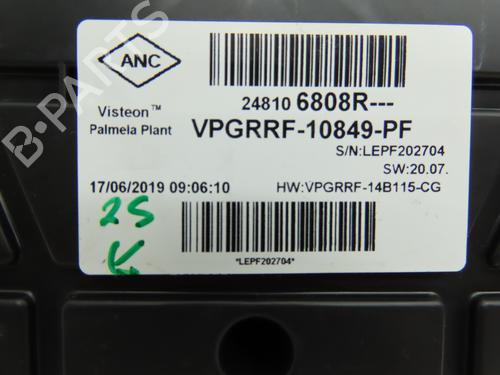 ANC
24810 6808R---
Visteon™
Palmela Plant
VPGRRF-10849-PF
S/N:LEPF202704
SW:20.07.
17/06/2019 09:06:10
HW:VPGRRF-14B115-CG
25
K
*LEPF202704*
B-PARTS